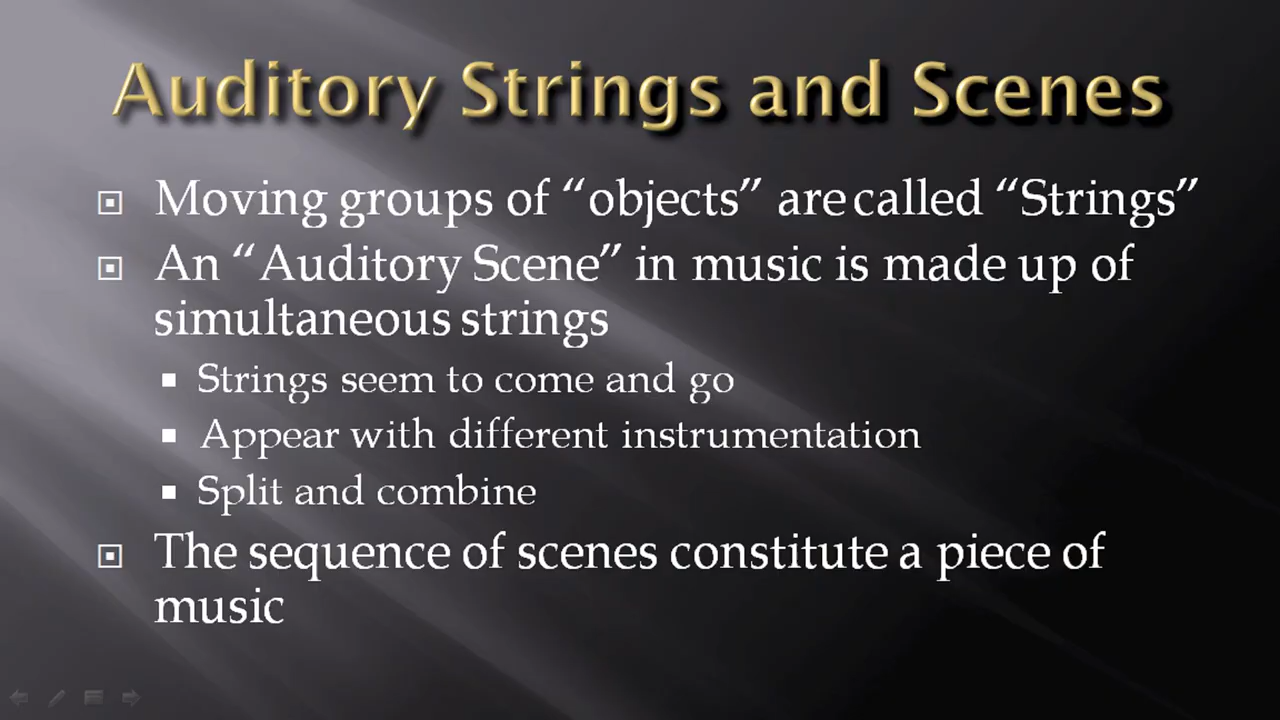 Auditory Strings and Scenes
Moving groups of “objects” are called “Strings”
An “Auditory Scene” in music is made up of
simultaneous strings
Strings seem to come and go
Appear with different instrumentation
Split and combine
The sequence of scenes constitute a piece of
music